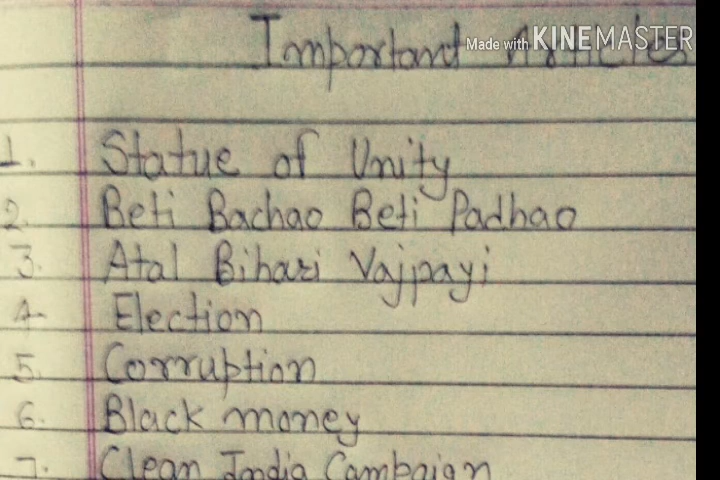 Important Articles
Made with KINEMASTER
1. Statue of Unity
2. Beti Bachao Beti Padhao
3. Atal Bihari Vajpayi
4. Election
5. Corruption
6. Black money
7. Clean India Campaign